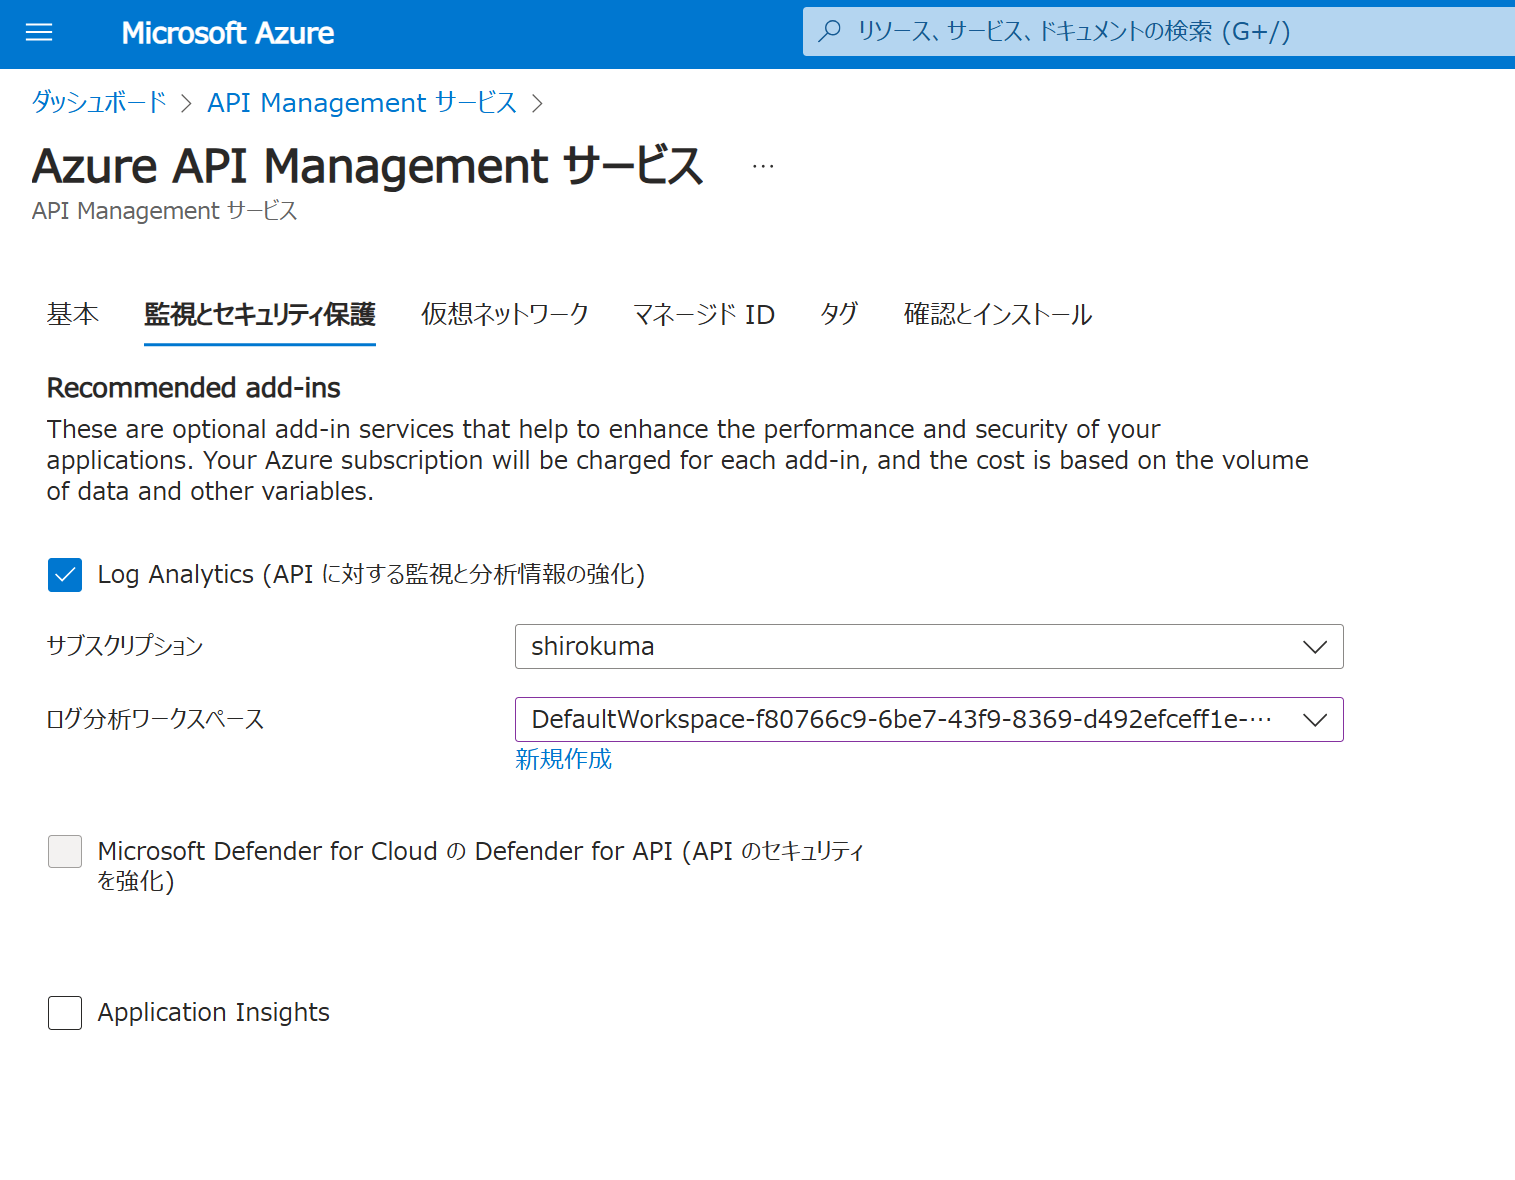 Microsoft Azure
リソース、サービス、ドキュメントの検索 (G+/)
ダッシュボード > API Management サービス >
Azure API Management サービス ...
API Management サービス
基本 監視とセキュリティ保護 仮想ネットワーク マネージド ID タグ 確認とインストール
Recommended add-ins
These are optional add-in services that help to enhance the performance and security of your
applications. Your Azure subscription will be charged for each add-in, and the cost is based on the volume
of data and other variables.
Log Analytics (API に対する監視と分析情報の強化)
サブスクリプション shirokuma
ログ分析ワークスペース DefaultWorkspace-f80766c9-6be7-43f9-8369-d492efceff1e-…
新規作成
Microsoft Defender for Cloud の Defender for API (API のセキュリティ
を強化)
Application Insights